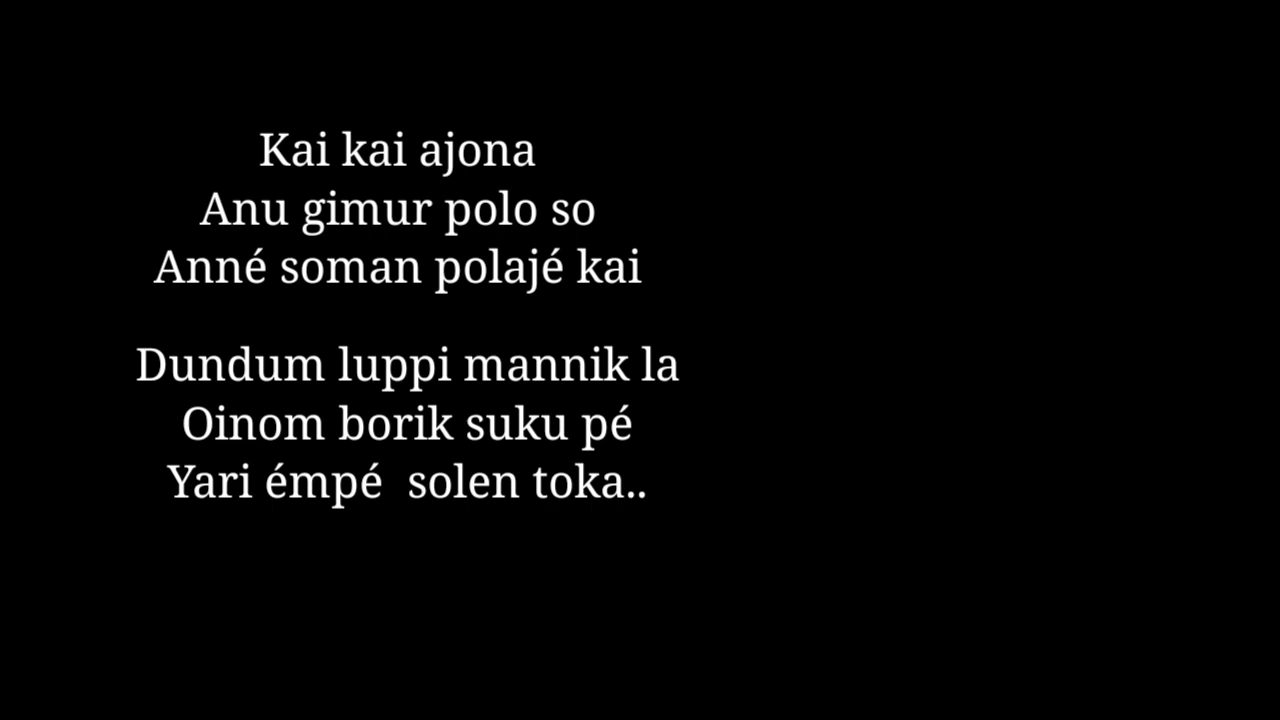 Kai kai ajona
Anu gimur polo so
Anné soman polajé kai
Dundum luppi mannik la
Oinom borik suku pé
Yari émpé  solen toka..